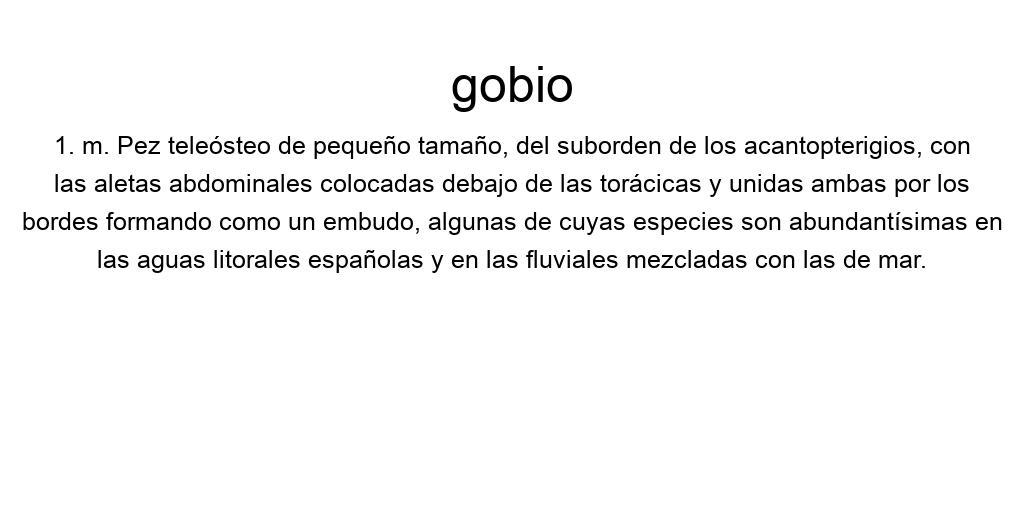 gobio
1. m. Pez teleósteo de pequeño tamaño, del suborden de los acantopterigios, con
las aletas abdominales colocadas debajo de las torácicas y unidas ambas por los
bordes formando como un embudo, algunas de cuyas especies son abundantísimas en
las aguas litorales españolas y en las fluviales mezcladas con las de mar.